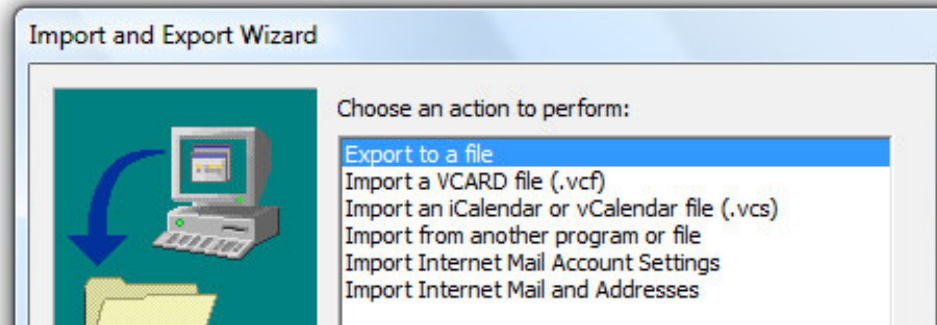 Import and Export Wizard
Choose an action to perform:
Export to a file
Import a VCARD file (.vcf)
Import an iCalendar or vCalendar file (.vcs)
Import from another program or file
Import Internet Mail Account Settings
Import Internet Mail and Addresses